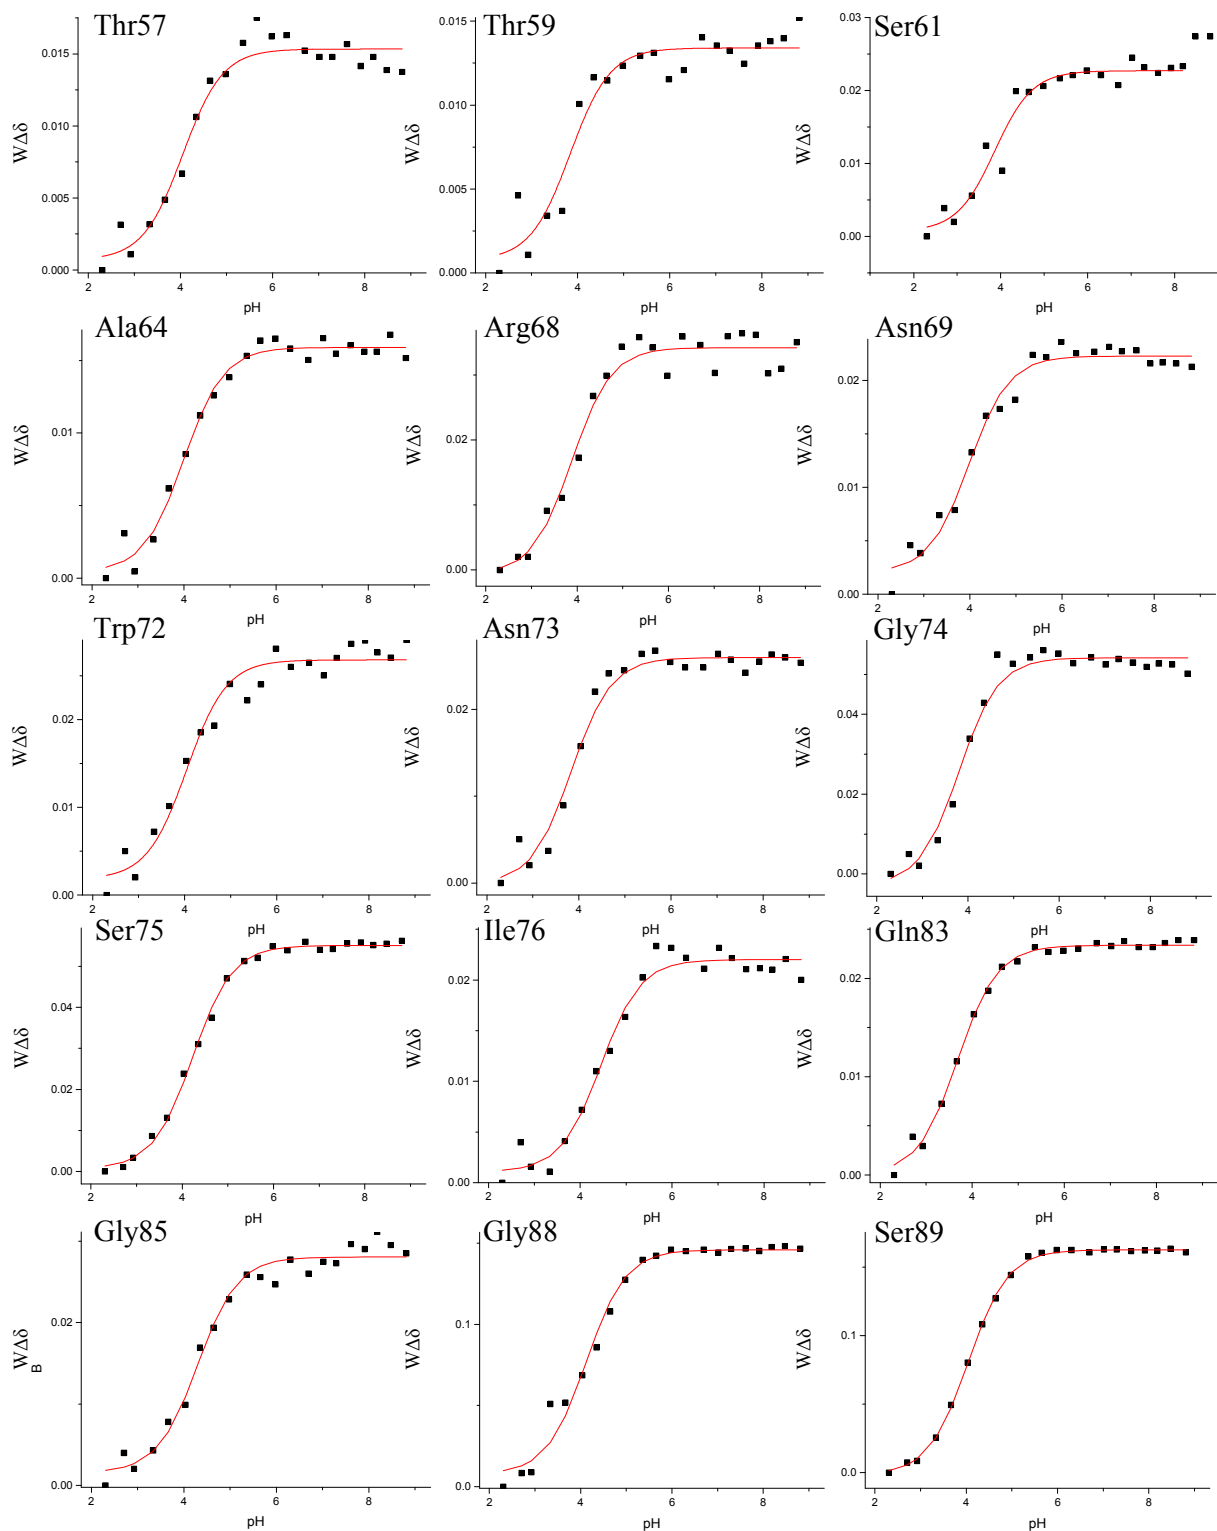 Thr57 Thr59 Ser61
0.03
0.015 0.015
0.02
0.010 0.010
WΔδ WΔδ WΔδ
0.01
0.005 0.005
0.00
0.000 0.000
2 4 6 8 2 4 6 8 2 4 6 8
pH pH pH
Ala64 Arg68 Asn69
0.02
0.01 0.02
WΔδ WΔδ WΔδ
0.01
0.00 0.00 0.00
2 4 6 8 2 4 6 8 2 4 6 8
pH pH pH
Trp72 Asn73 Gly74
0.02 0.02 0.04
WΔδ WΔδ WΔδ
0.01 0.02
0.00 0.00 0.00
2 4 6 8 2 4 6 8 2 4 6 8
pH pH pH
Ser75 Ile76 Gln83
0.04 0.02 0.02
WΔδ WΔδ WΔδ
0.02 0.01 0.01
0.00 0.00 0.00
2 4 6 8 2 4 6 8 2 4 6 8
pH pH pH
Gly85 Gly88 Ser89
0.02 0.1 0.1
WΔδ WΔδ WΔδ
B
0.00 0.0 0.0
2 4 6 8 2 4 6 8 2 4 6 8
pH pH pH